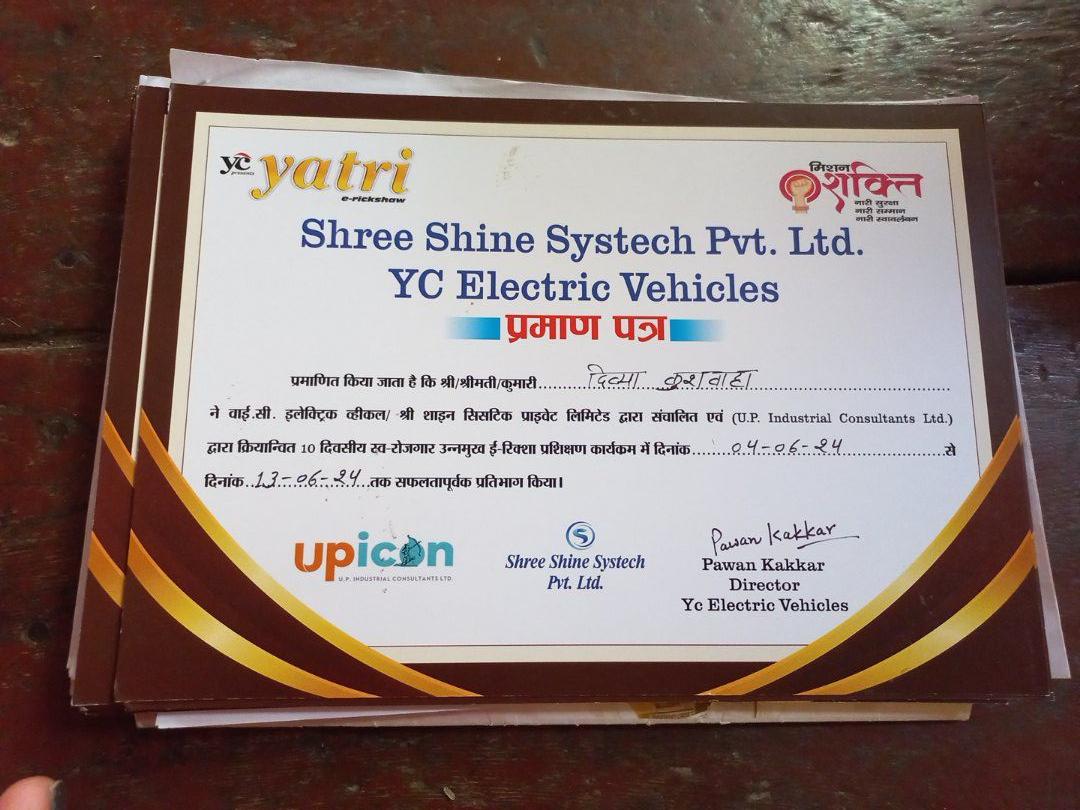 yc yatri
presents
e-rickshaw
मिशन
शक्ति
नारी सुरक्षा
नारी सम्मान
नारी स्वावलंबन
Shree Shine Systech Pvt. Ltd.
YC Electric Vehicles
प्रमाण पत्र
प्रमाणित किया जाता है कि श्री/श्रीमती/कुमारी....दिव्या कुशवाहा....
ने वाई.सी. इलेक्ट्रिक व्हीकल/ श्री शाइन सिसटिक प्राइवेट लिमिटेड द्वारा संचालित एवं (U.P. Industrial Consultants Ltd.)
द्वारा क्रियान्वित 10 दिवसीय स्व-रोजगार उन्नमुख ई-रिक्शा प्रशिक्षण कार्यकम में दिनांक....04-06-24....से
दिनांक..13-06-24..तक सफलतापूर्वक प्रतिभाग किया।
upicon
U.P. INDUSTRIAL CONSULTANTS LTD.
S
Shree Shine Systech
Pvt. Ltd.
Pawan Kakkar
Pawan Kakkar
Director
Yc Electric Vehicles